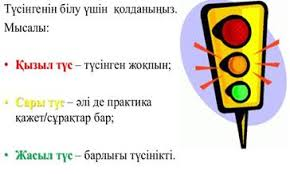 Түсінгенін білу үшін қолданыңыз.
Мысалы:
• Қызыл түс – түсінген жоқпын;
• Сары түс – әлі де практика
қажет/сұрақтар бар;
• Жасыл түс – барлығы түсінікті.